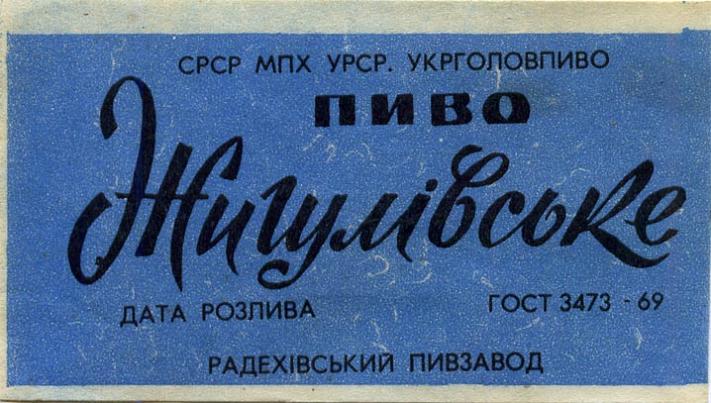 СРСР МПХ УРСР. УКРГОЛОВПИВО
ПИВО
Жигулівське
ДАТА РОЗЛИВА ГОСТ 3473 - 69
РАДЕХІВСЬКИЙ ПИВЗАВОД